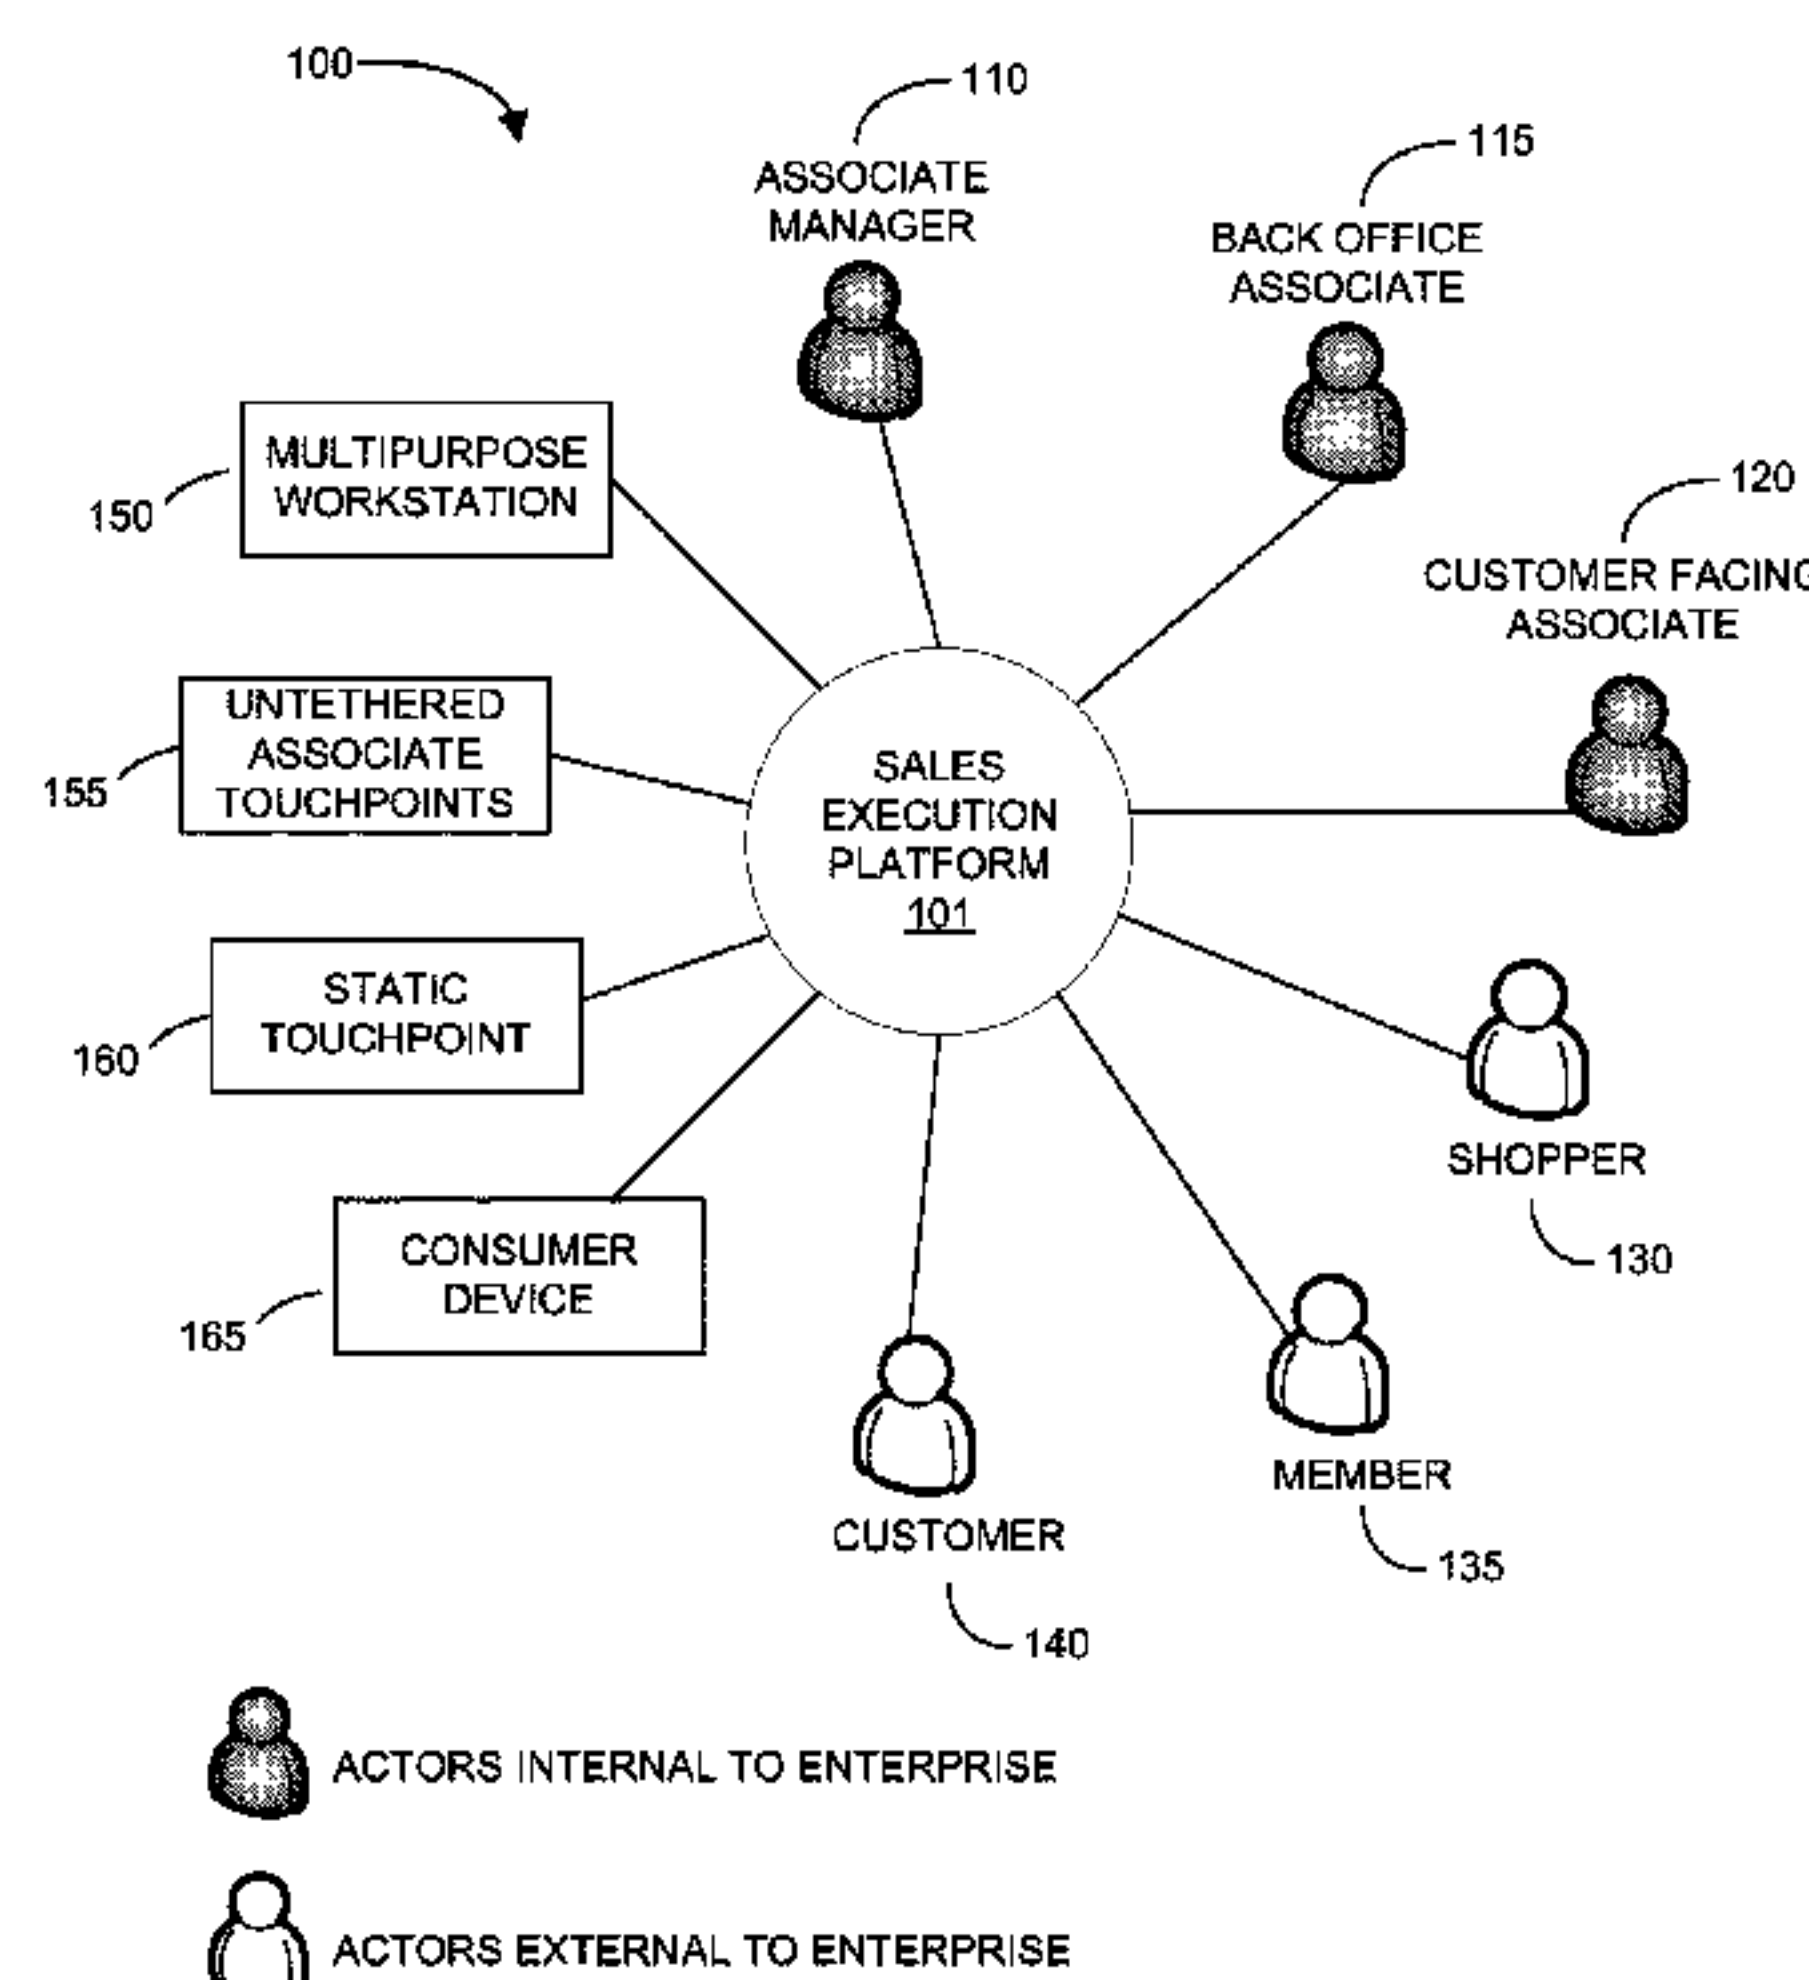 100
110
ASSOCIATE
MANAGER
115
BACK OFFICE
ASSOCIATE
120
CUSTOMER FACING
ASSOCIATE
MULTIPURPOSE
WORKSTATION
150
UNTETHERED
ASSOCIATE
TOUCHPOINTS
155
SALES
EXECUTION
PLATFORM
101
STATIC
TOUCHPOINT
160
SHOPPER
130
CONSUMER
DEVICE
165
MEMBER
135
CUSTOMER
140
ACTORS INTERNAL TO ENTERPRISE
ACTORS EXTERNAL TO ENTERPRISE